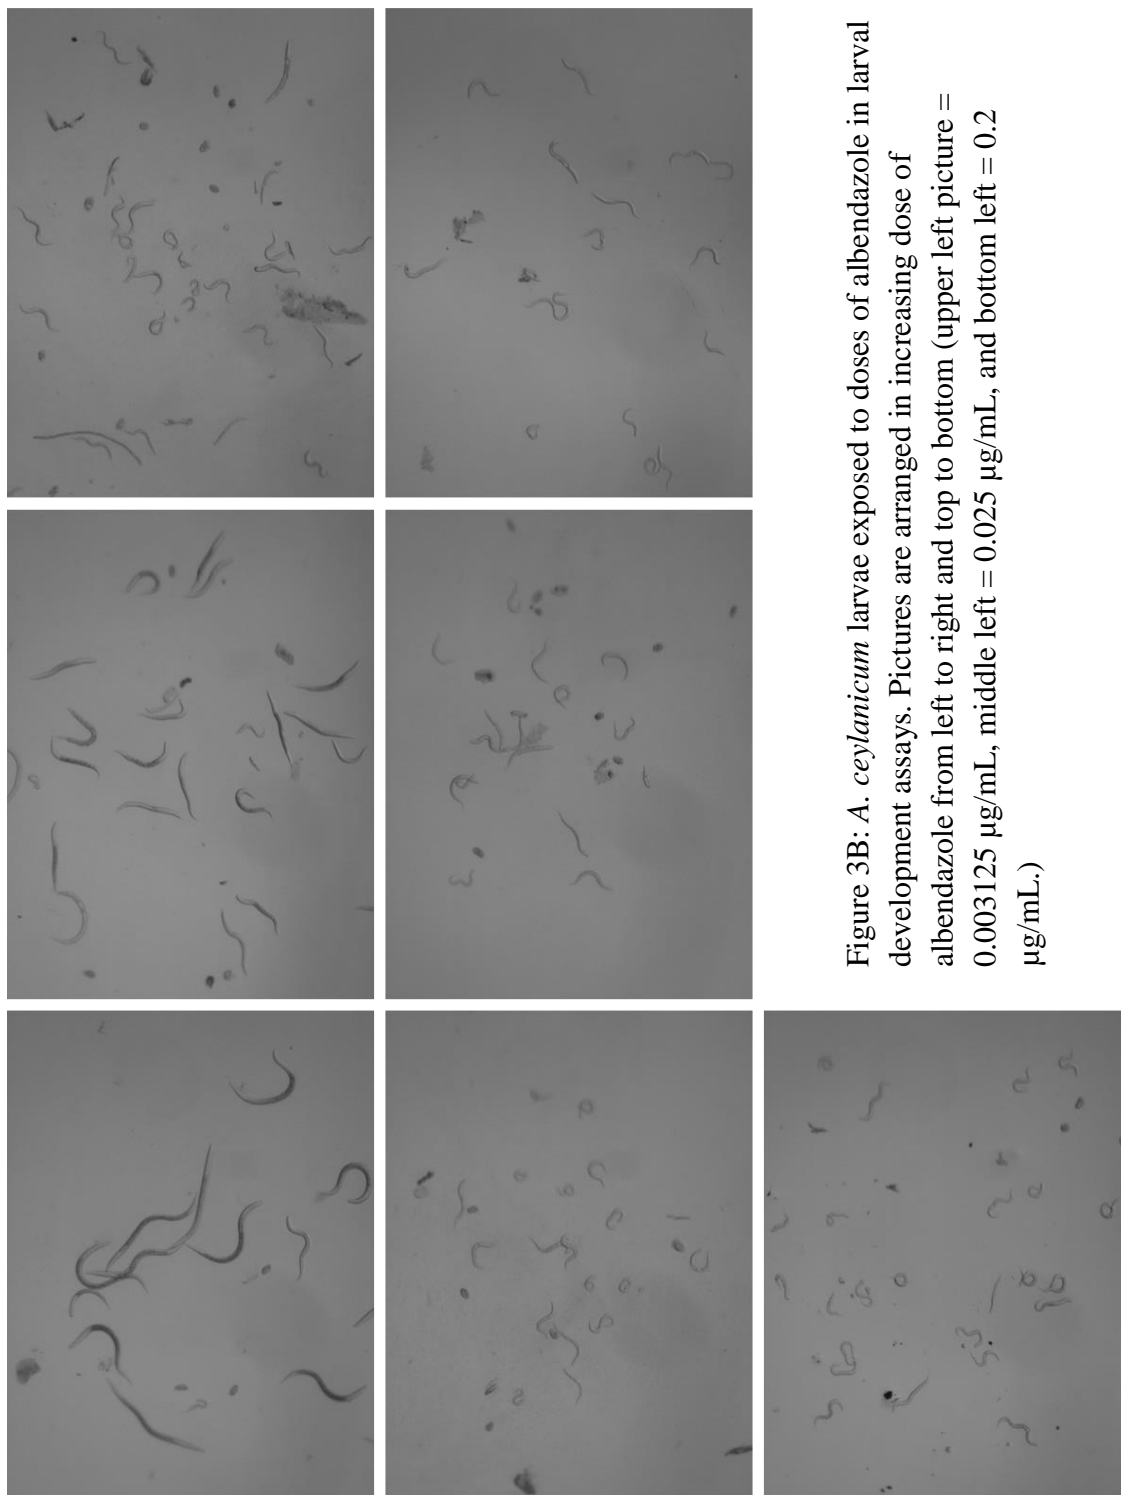 Figure 3B: A. ceylanicum larvae exposed to doses of albendazole in larval
development assays. Pictures are arranged in increasing dose of
albendazole from left to right and top to bottom (upper left picture =
0.003125 µg/mL, middle left = 0.025 µg/mL, and bottom left = 0.2
µg/mL.)